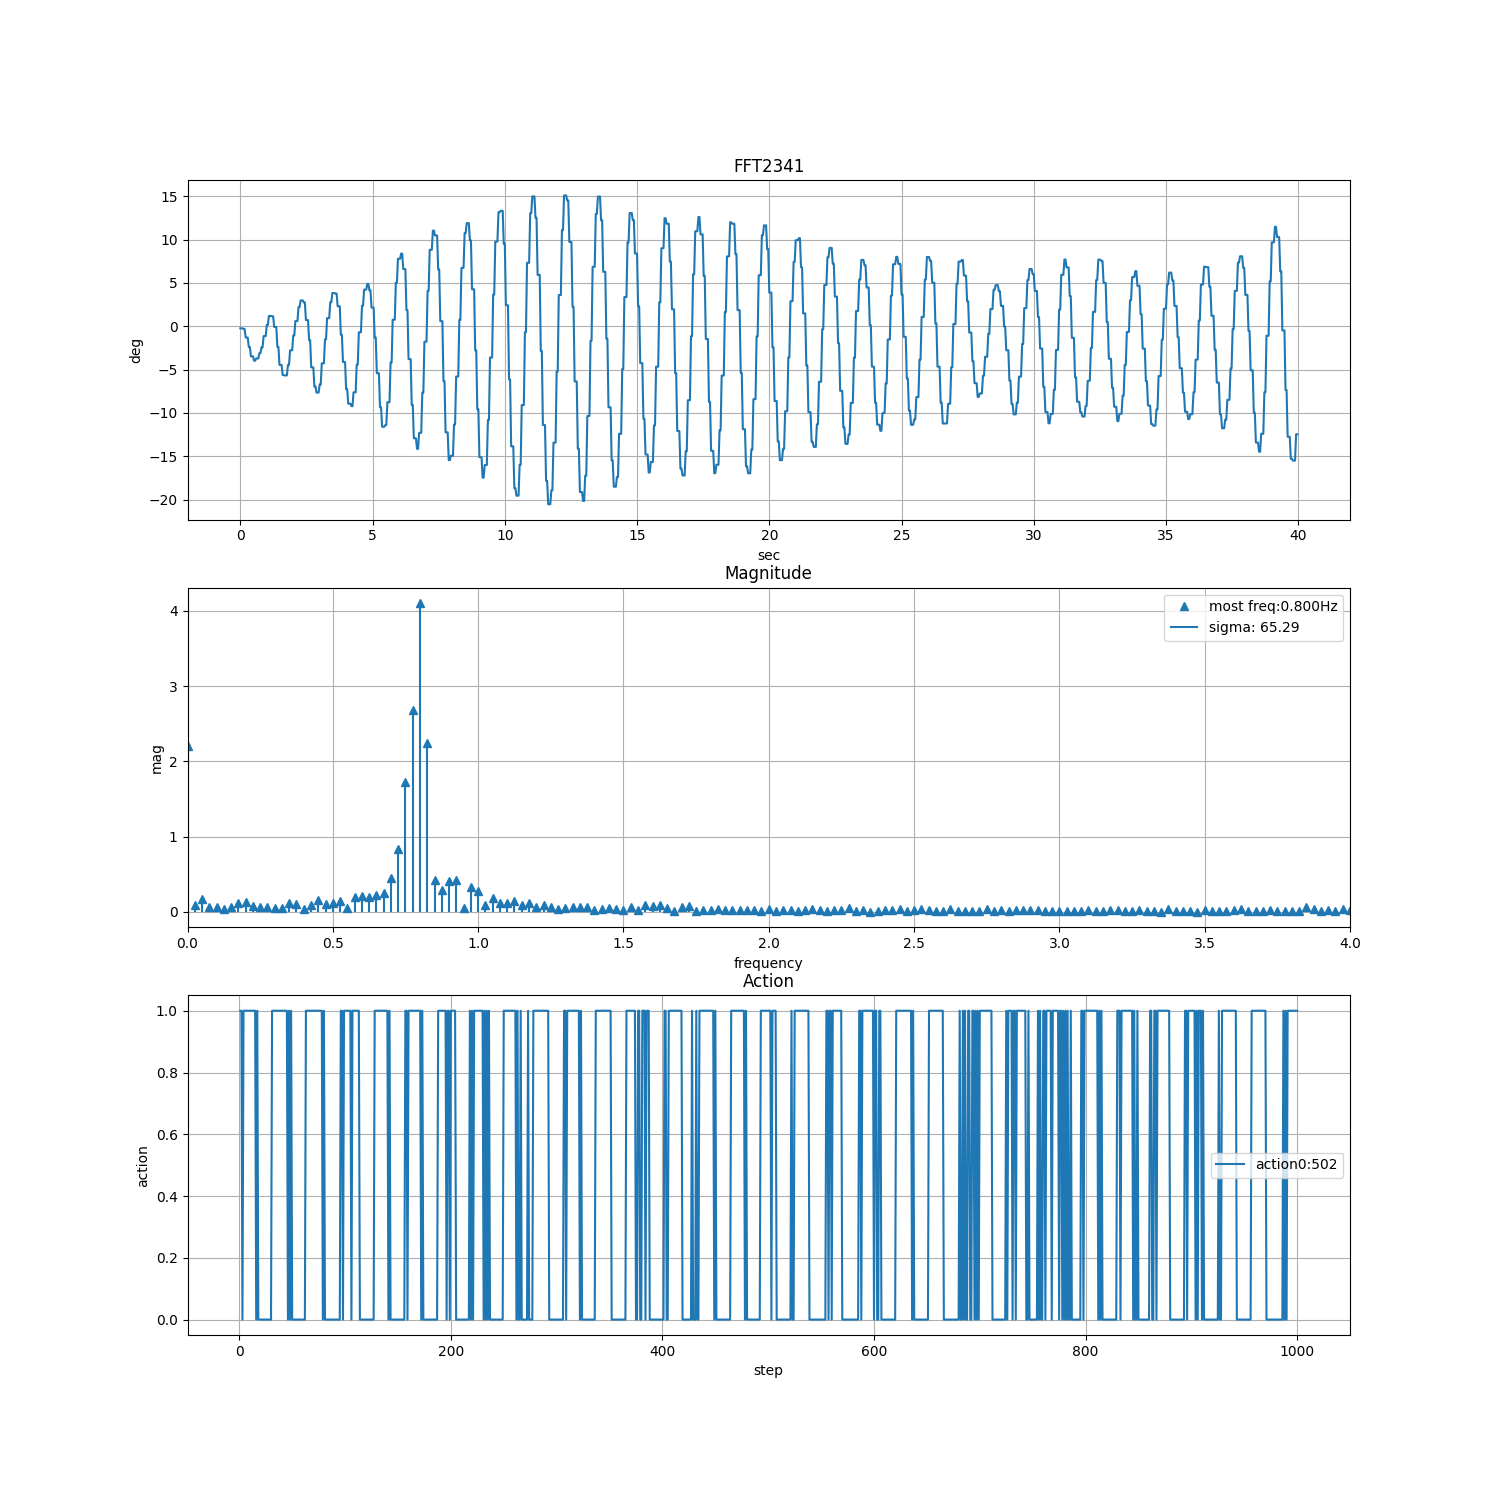 FFT2341
15
10
5
0
−5
−10
−15
−20
deg
0 5 10 15 20 25 30 35 40
sec
Magnitude
most freq:0.800Hz
sigma: 65.29
4
3
2
1
0
mag
0.0 0.5 1.0 1.5 2.0 2.5 3.0 3.5 4.0
frequency
Action
1.0
0.8
0.6
0.4
0.2
0.0
action
action0:502
0 200 400 600 800 1000
step